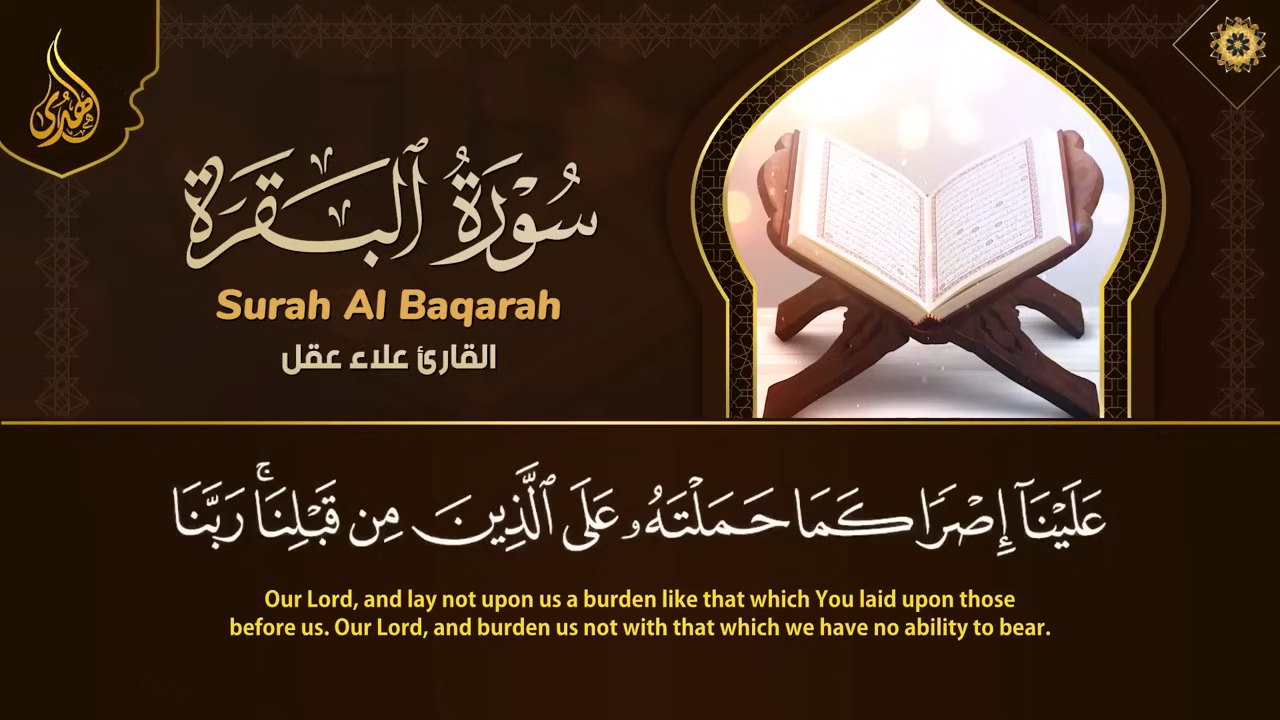 الهدى
سُورَةُ ٱلْبَقَرَة
Surah Al Baqarah
القارئ علاء عقل
عَلَيْنَآ إِصْرًا كَمَا حَمَلْتَهُۥ عَلَى ٱلَّذِينَ مِن قَبْلِنَاۚ رَبَّنَا
Our Lord, and lay not upon us a burden like that which You laid upon those
before us. Our Lord, and burden us not with that which we have no ability to bear.